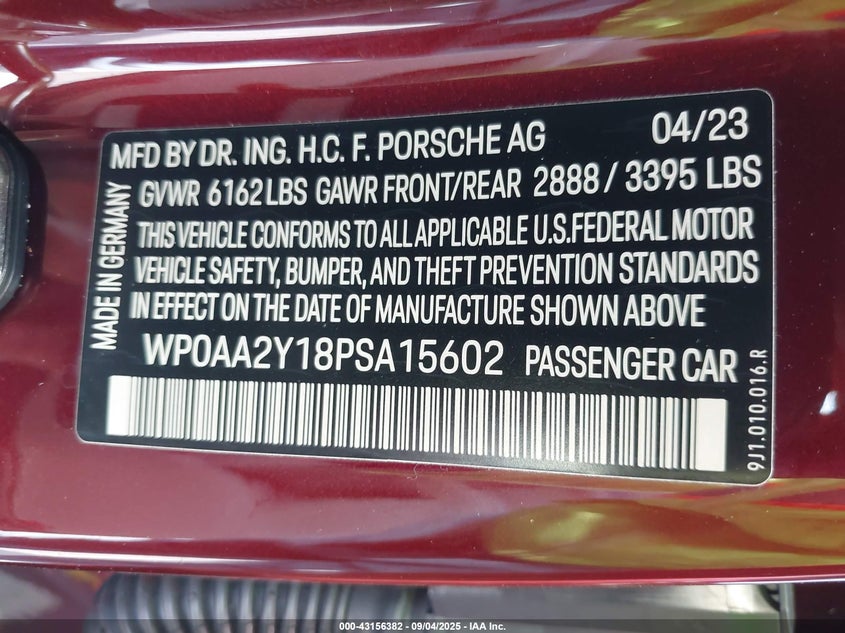 MFD BY DR. ING. H.C. F. PORSCHE AG 04/23
GVWR 6162 LBS GAWR FRONT/REAR 2888 / 3395 LBS
THIS VEHICLE CONFORMS TO ALL APPLICABLE U.S.FEDERAL MOTOR
VEHICLE SAFETY, BUMPER, AND THEFT PREVENTION STANDARDS
IN EFFECT ON THE DATE OF MANUFACTURE SHOWN ABOVE
WP0AA2Y18PSA15602 PASSENGER CAR
MADE IN GERMANY
9J1.010.016.R
000-43156382 - 09/04/2025 - IAA Inc.